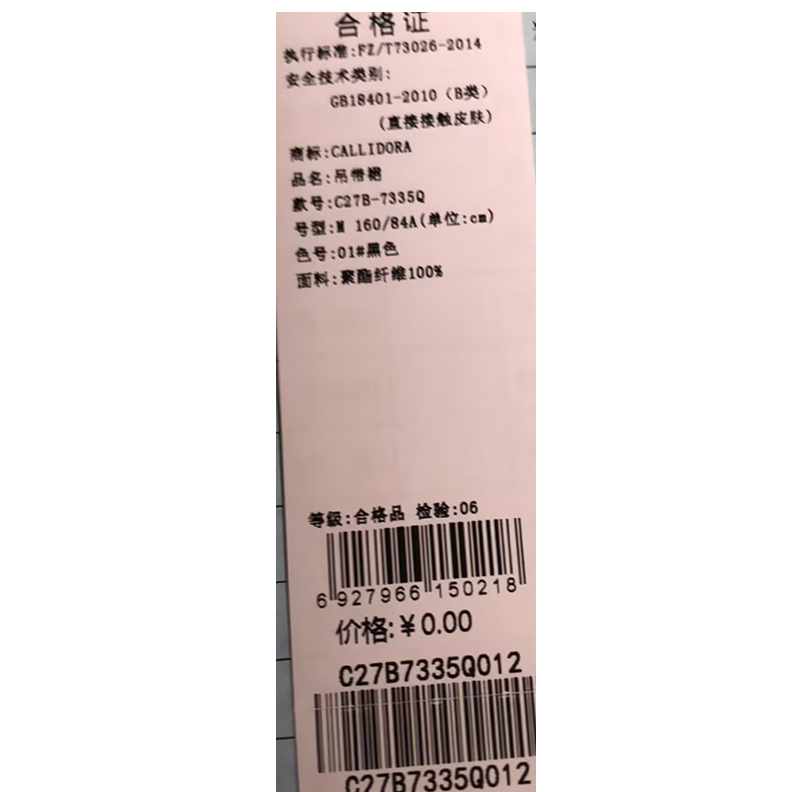 合格证
执行标准:FZ/T73026-2014
安全技术类别:
GB18401-2010（B类）
(直接接触皮肤)
商标:CALLIDORA
品名:吊带裙
款号:C27B-7335Q
号型:M 160/84A(单位:cm)
色号:01#黑色
面料:聚酯纤维100%
等级:合格品 检验:06
6 927966 150218
价格:¥0.00
C27B7335Q012
C27B7335Q012